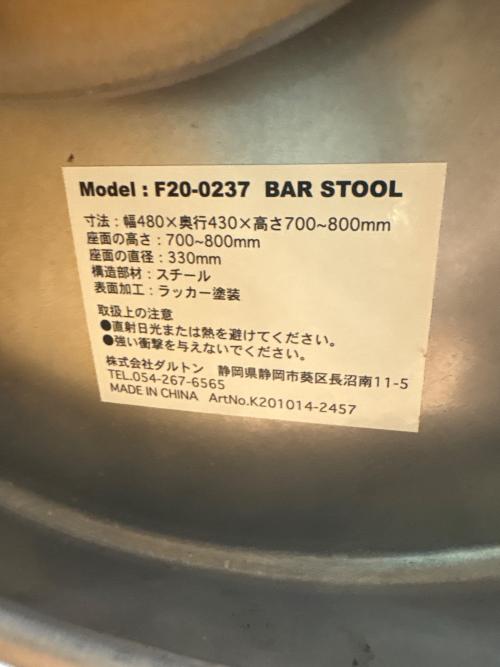 Model : F20-0237 BAR STOOL
寸法：幅480×奥行430×高さ700~800mm
座面の高さ：700~800mm
座面の直径：330mm
構造部材：スチール
表面加工：ラッカー塗装
取扱上の注意
●直射日光または熱を避けてください。
●強い衝撃を与えないでください。
株式会社ダルトン　静岡県静岡市葵区長沼南11-5
TEL.054-267-6565
MADE IN CHINA ArtNo.K201014-2457